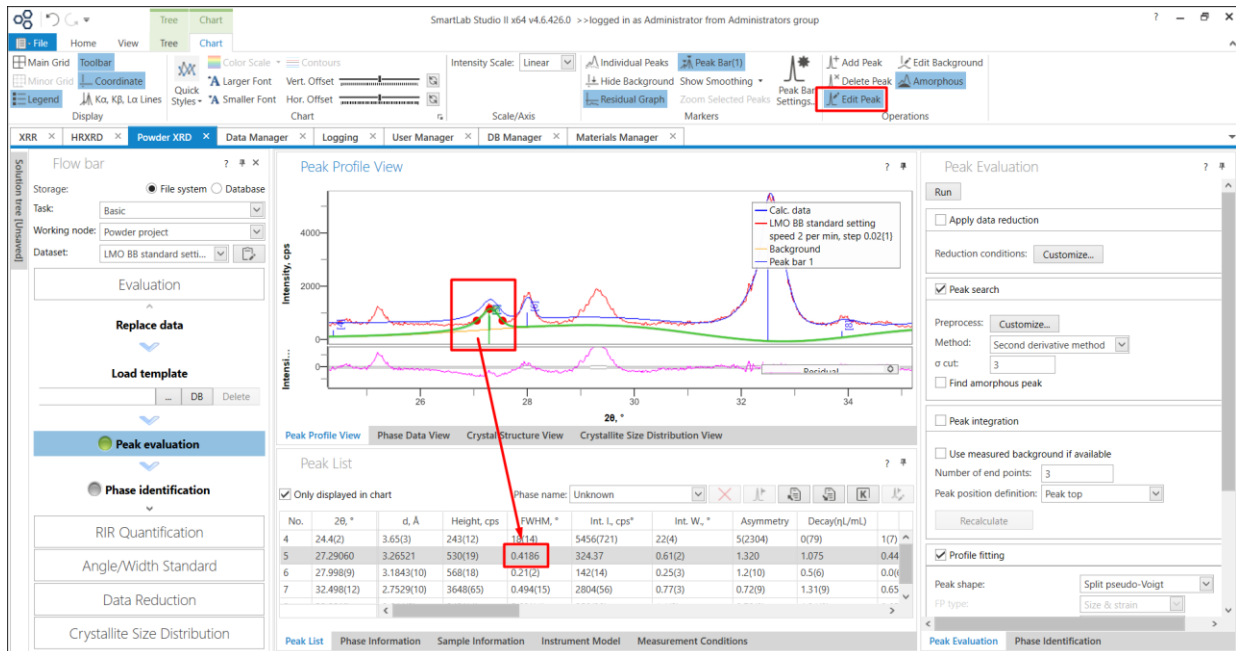 SmartLab Studio II x64 v4.6.426.0 >>logged in as Administrator from Administrators group
Tree Chart
File Home View Tree Chart
Main Grid Toolbar
Minor Grid Coordinate
Legend Kα, Kβ, Lα Lines
Display
Quick Styles
Color Scale Contours
Larger Font Vert. Offset
Smaller Font Hor. Offset
Chart
Intensity Scale: Linear
Scale/Axis
Individual Peaks Peak Bar(1)
Hide Background Show Smoothing
Residual Graph Zoom Selected Peaks
Peak Bar Settings...
Markers
Add Peak Edit Background
Delete Peak Amorphous
Edit Peak
Operations
XRR × HRXRD × Powder XRD × Data Manager × Logging × User Manager × DB Manager × Materials Manager ×
Solution tree [Unsaved]
Flow bar
Storage: File system Database
Task: Basic
Working node: Powder project
Dataset: LMO BB standard setti...
Evaluation
Replace data
Load template
... DB Delete
Peak evaluation
Phase identification
RIR Quantification
Angle/Width Standard
Data Reduction
Crystallite Size Distribution
Peak Profile View
Intensity, cps
4000
2000
0
Calc. data
LMO BB standard setting
speed 2 per min, step 0.02(1)
Background
Peak bar 1
Intensi...
0
Residual
26 28 30 32 34
2θ, °
Peak Profile View Phase Data View Crystal Structure View Crystallite Size Distribution View
Peak List
Only displayed in chart Phase name: Unknown
No. 2θ, ° d, Å Height, cps FWHM, ° Int. I., cps° Int. W., ° Asymmetry Decay(ηL/mL)
4 24.4(2) 3.65(3) 243(12) 18(14) 5456(721) 22(4) 5(2304) 0(79) 1(7)
5 27.29060 3.26521 530(19) 0.4186 324.37 0.61(2) 1.320 1.075 0.44
6 27.998(9) 3.1843(10) 568(18) 0.21(2) 142(14) 0.25(3) 1.2(10) 0.5(6)
7 32.498(12) 2.7529(10) 3648(65) 0.494(15) 2804(56) 0.77(3) 0.72(9) 1.31(9) 0.65
Peak List Phase Information Sample Information Instrument Model Measurement Conditions
Peak Evaluation
Run
Apply data reduction
Reduction conditions: Customize...
Peak search
Preprocess: Customize...
Method: Second derivative method
σ cut: 3
Find amorphous peak
Peak integration
Use measured background if available
Number of end points: 3
Peak position definition: Peak top
Recalculate
Profile fitting
Peak shape: Split pseudo-Voigt
FP type: Size & strain
Peak Evaluation Phase Identification